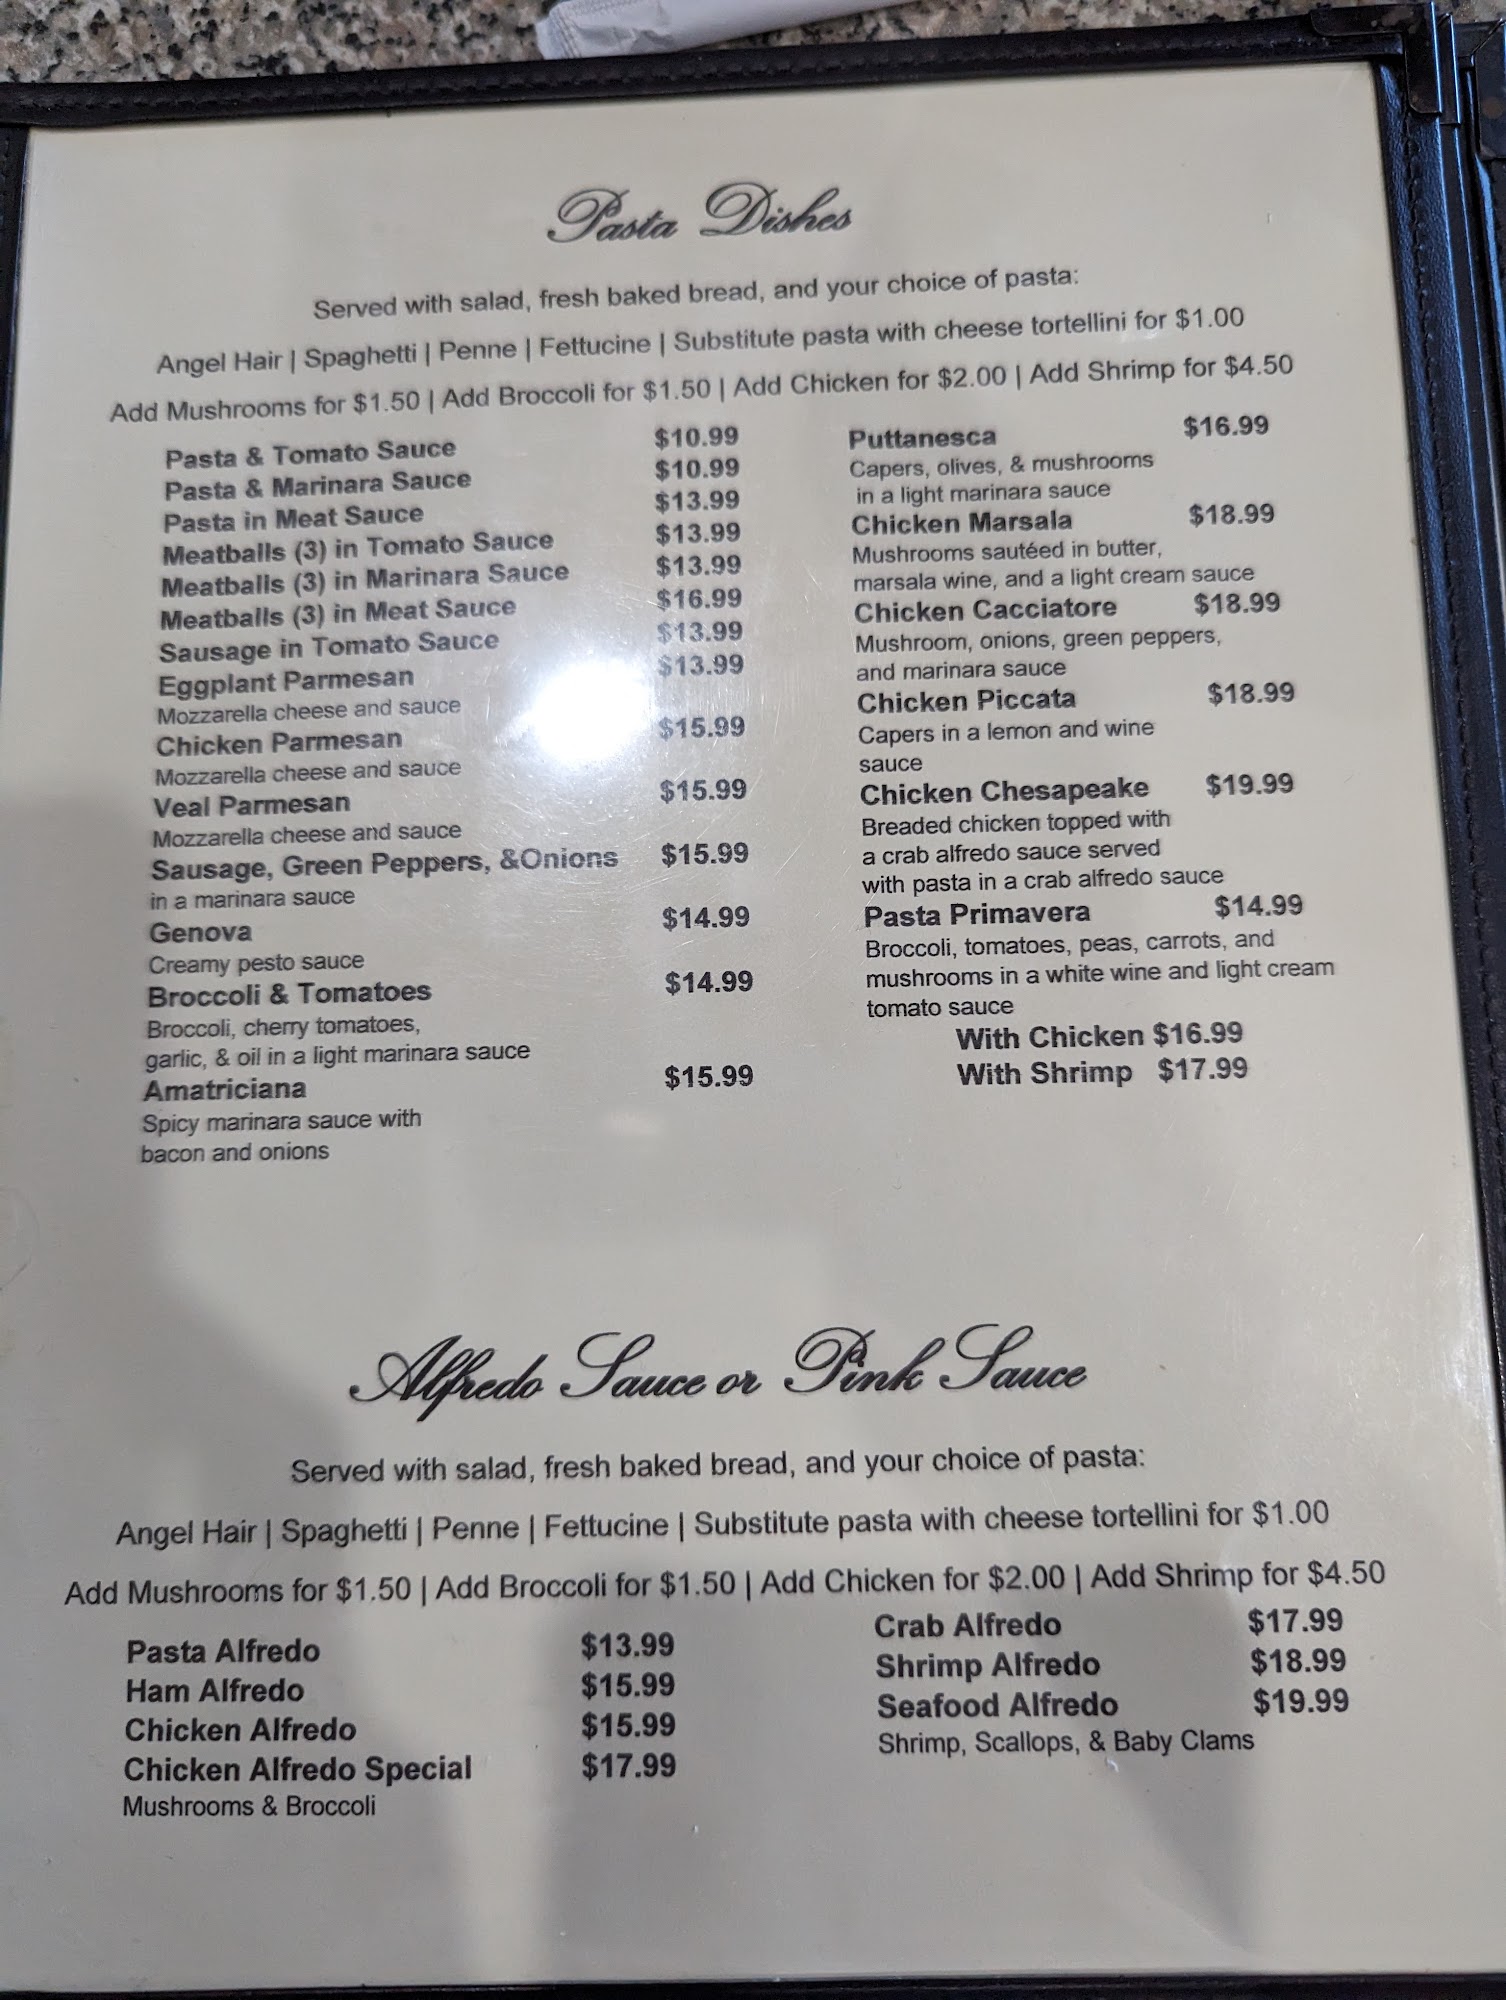 Pasta Dishes
Served with salad, fresh baked bread, and your choice of pasta:
Angel Hair | Spaghetti | Penne | Fettucine | Substitute pasta with cheese tortellini for $1.00
Add Mushrooms for $1.50 | Add Broccoli for $1.50 | Add Chicken for $2.00 | Add Shrimp for $4.50
Pasta & Tomato Sauce $10.99
Pasta & Marinara Sauce $10.99
Pasta in Meat Sauce $13.99
Meatballs (3) in Tomato Sauce $13.99
Meatballs (3) in Marinara Sauce $13.99
Meatballs (3) in Meat Sauce $16.99
Sausage in Tomato Sauce $13.99
Eggplant Parmesan $13.99
Mozzarella cheese and sauce
Chicken Parmesan $15.99
Mozzarella cheese and sauce
Veal Parmesan $15.99
Mozzarella cheese and sauce
Sausage, Green Peppers, &Onions $15.99
in a marinara sauce
Genova $14.99
Creamy pesto sauce
Broccoli & Tomatoes $14.99
Broccoli, cherry tomatoes,
garlic, & oil in a light marinara sauce
Amatriciana $15.99
Spicy marinara sauce with
bacon and onions
Puttanesca $16.99
Capers, olives, & mushrooms
in a light marinara sauce
Chicken Marsala $18.99
Mushrooms sautéed in butter,
marsala wine, and a light cream sauce
Chicken Cacciatore $18.99
Mushroom, onions, green peppers,
and marinara sauce
Chicken Piccata $18.99
Capers in a lemon and wine
sauce
Chicken Chesapeake $19.99
Breaded chicken topped with
a crab alfredo sauce served
with pasta in a crab alfredo sauce
Pasta Primavera $14.99
Broccoli, tomatoes, peas, carrots, and
mushrooms in a white wine and light cream
tomato sauce
With Chicken $16.99
With Shrimp $17.99
Alfredo Sauce or Pink Sauce
Served with salad, fresh baked bread, and your choice of pasta:
Angel Hair | Spaghetti | Penne | Fettucine | Substitute pasta with cheese tortellini for $1.00
Add Mushrooms for $1.50 | Add Broccoli for $1.50 | Add Chicken for $2.00 | Add Shrimp for $4.50
Pasta Alfredo $13.99
Ham Alfredo $15.99
Chicken Alfredo $15.99
Chicken Alfredo Special $17.99
Mushrooms & Broccoli
Crab Alfredo $17.99
Shrimp Alfredo $18.99
Seafood Alfredo $19.99
Shrimp, Scallops, & Baby Clams